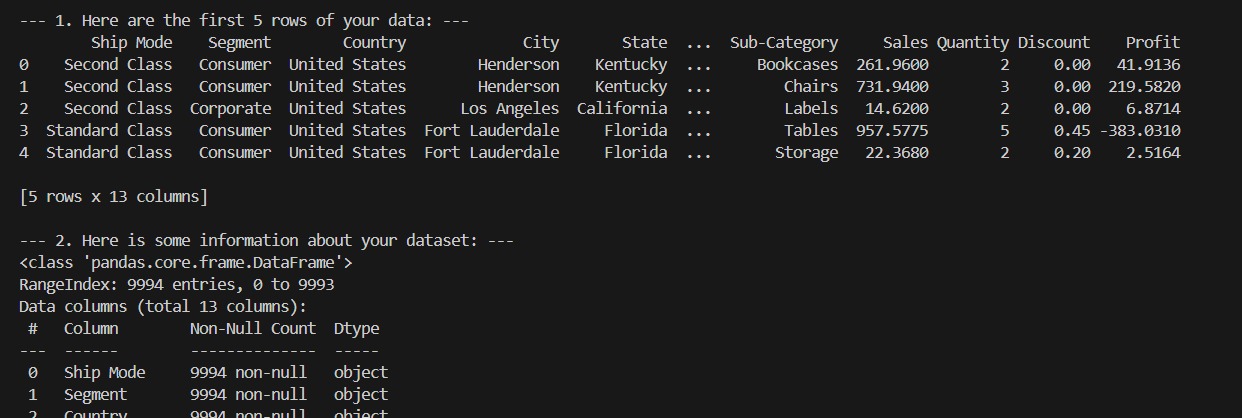 --- 1. Here are the first 5 rows of your data: ---
Ship Mode Segment Country City State ... Sub-Category Sales Quantity Discount Profit
0 Second Class Consumer United States Henderson Kentucky ... Bookcases 261.9600 2 0.00 41.9136
1 Second Class Consumer United States Henderson Kentucky ... Chairs 731.9400 3 0.00 219.5820
2 Second Class Corporate United States Los Angeles California ... Labels 14.6200 2 0.00 6.8714
3 Standard Class Consumer United States Fort Lauderdale Florida ... Tables 957.5775 5 0.45 -383.0310
4 Standard Class Consumer United States Fort Lauderdale Florida ... Storage 22.3680 2 0.20 2.5164
[5 rows x 13 columns]
--- 2. Here is some information about your dataset: ---
<class 'pandas.core.frame.DataFrame'>
RangeIndex: 9994 entries, 0 to 9993
Data columns (total 13 columns):
# Column Non-Null Count Dtype
--- ------ -------------- -----
0 Ship Mode 9994 non-null object
1 Segment 9994 non-null object
2 Country 9994 non-null object